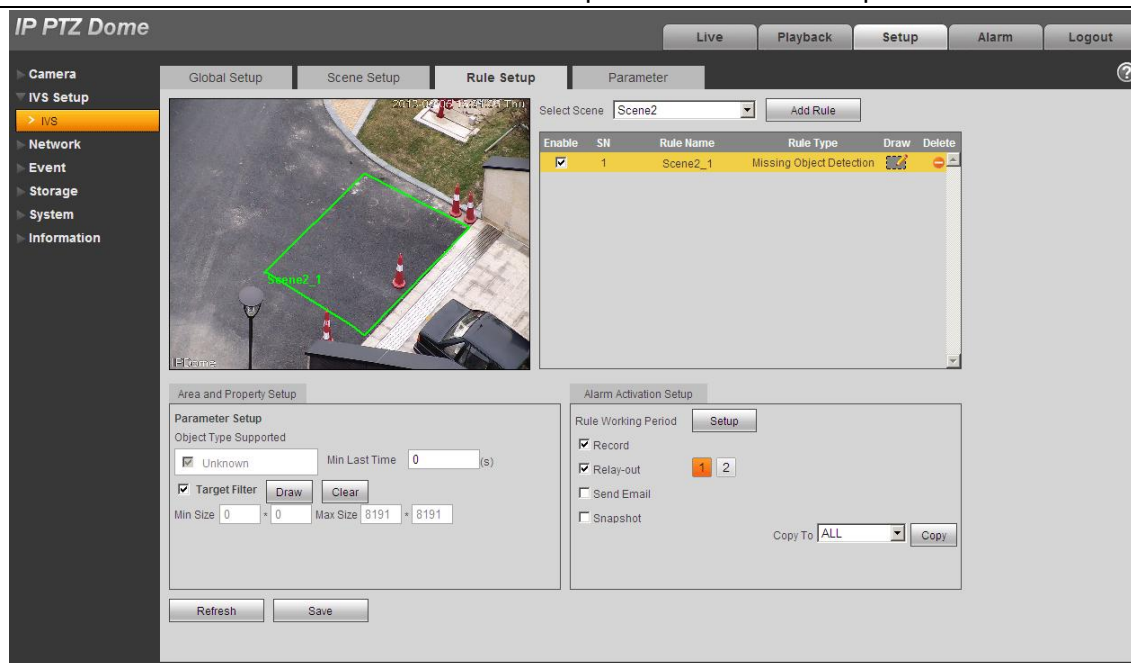 IP PTZ Dome
Live Playback Setup Alarm Logout
Camera
IVS Setup
IVS
Network
Event
Storage
System
Information
Global Setup Scene Setup Rule Setup Parameter
Thu
Scene2_1
IPDome
Select Scene Scene2 Add Rule
Enable SN Rule Name Rule Type Draw Delete
1 Scene2_1 Missing Object Detection
Area and Property Setup
Parameter Setup
Object Type Supported
Unknown Min Last Time 0 (s)
Target Filter Draw Clear
Min Size 0 * 0 Max Size 8191 * 8191
Alarm Activation Setup
Rule Working Period Setup
Record
Relay-out 1 2
Send Email
Snapshot
Copy To ALL Copy
Refresh Save